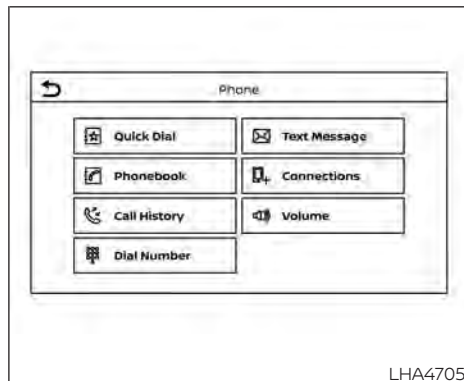 Phone
Quick Dial
Text Message
Phonebook
Connections
Call History
Volume
Dial Number
LHA4705